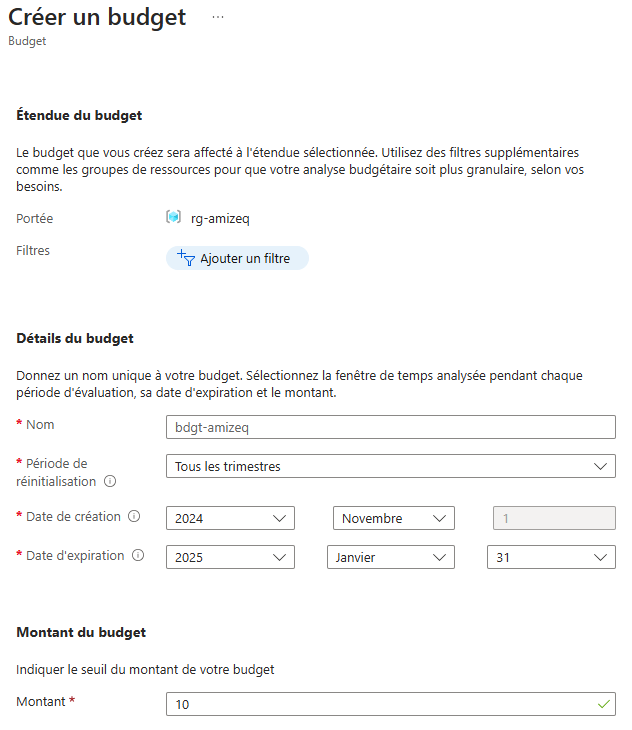 Créer un budget ...
Budget
Étendue du budget
Le budget que vous créez sera affecté à l'étendue sélectionnée. Utilisez des filtres supplémentaires
comme les groupes de ressources pour que votre analyse budgétaire soit plus granulaire, selon vos
besoins.
Portée rg-amizeq
Filtres Ajouter un filtre
Détails du budget
Donnez un nom unique à votre budget. Sélectionnez la fenêtre de temps analysée pendant chaque
période d'évaluation, sa date d'expiration et le montant.
* Nom bdgt-amizeq
* Période de
réinitialisation Tous les trimestres
* Date de création 2024 Novembre 1
* Date d'expiration 2025 Janvier 31
Montant du budget
Indiquer le seuil du montant de votre budget
Montant * 10